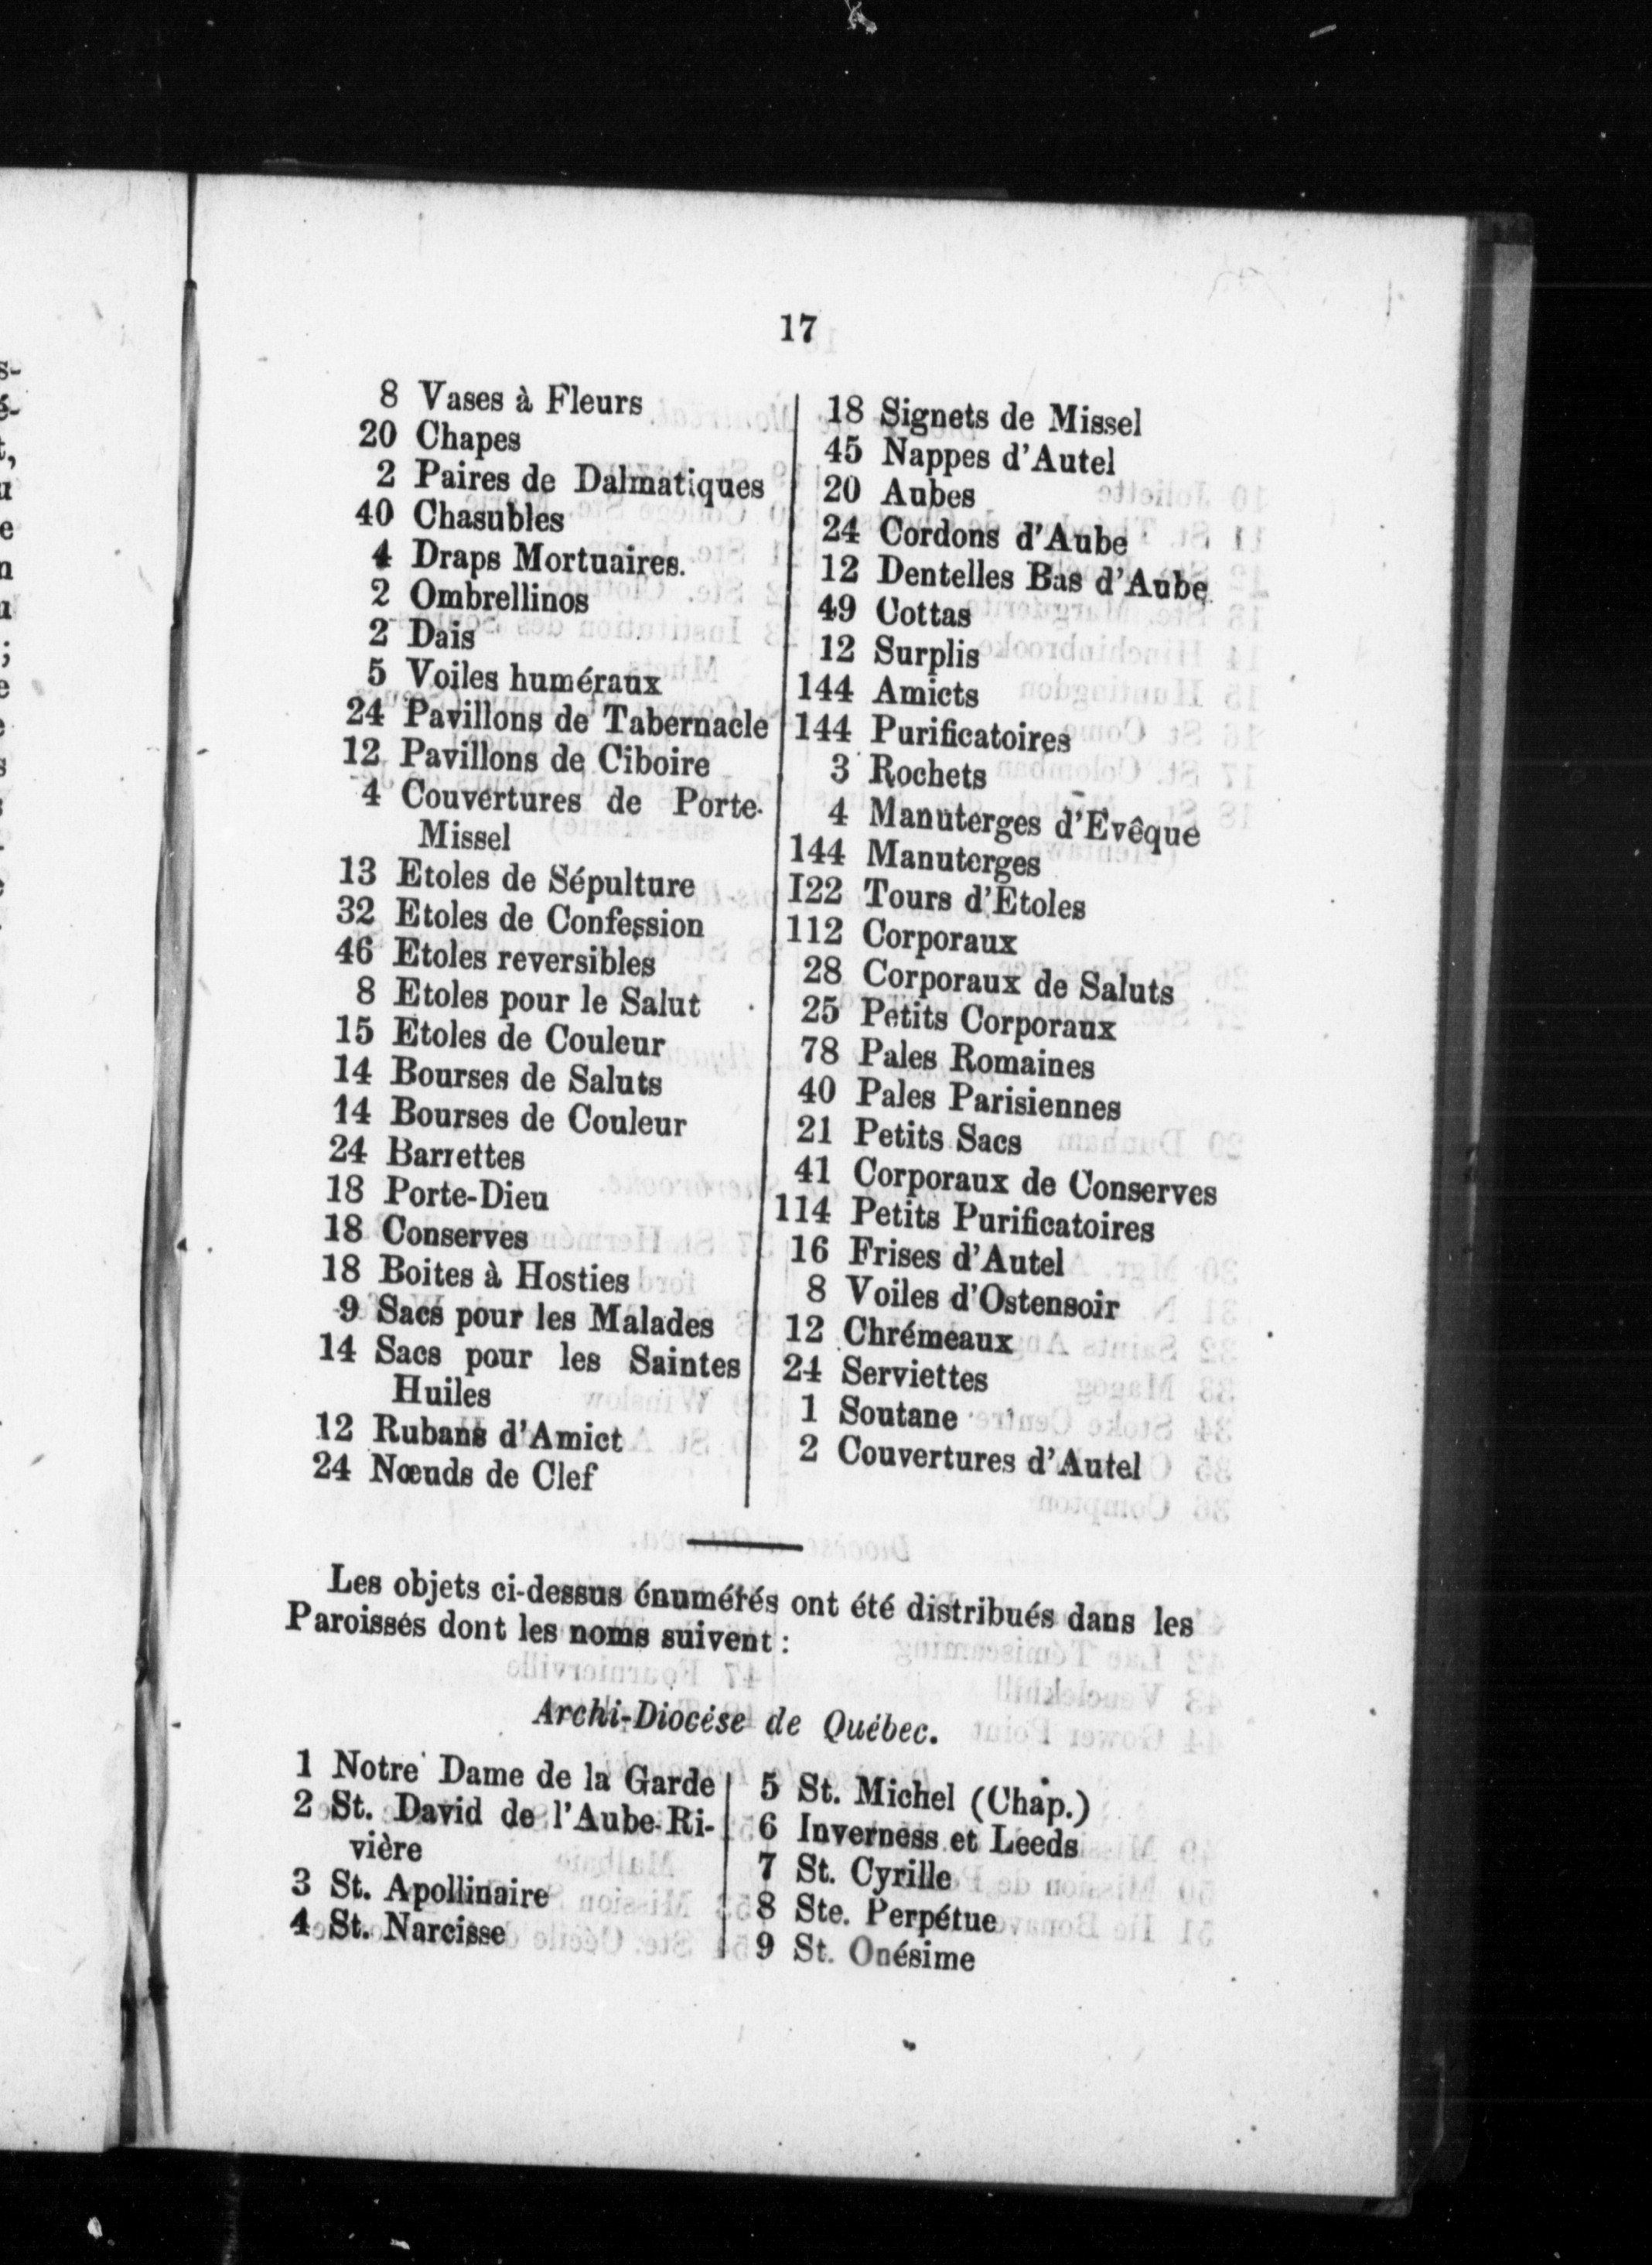 17
8 Vases à Fleurs
20 Chapes
2 Paires de Dalmatiques
40 Chasubles
4 Draps Mortuaires.
2 Ombrellinos
2 Dais
5 Voiles huméraux
24 Pavillons de Tabernacle
12 Pavillons de Ciboire
4 Couvertures de Porte-
Missel
13 Etoles de Sépulture
32 Etoles de Confession
46 Etoles reversibles
8 Etoles pour le Salut
15 Etoles de Couleur
14 Bourses de Saluts
14 Bourses de Couleur
24 Barrettes
18 Porte-Dieu
18 Conserves
18 Boites à Hosties
9 Sacs pour les Malades
14 Sacs pour les Saintes
Huiles
12 Rubans d'Amict
24 Nœuds de Clef
18 Signets de Missel
45 Nappes d'Autel
20 Aubes
24 Cordons d'Aube
12 Dentelles Bas d'Aube
49 Cottas
12 Surplis
144 Amicts
144 Purificatoires
3 Rochets
4 Manuterges d'Evêque
144 Manuterges
I22 Tours d'Etoles
112 Corporaux
28 Corporaux de Saluts
25 Petits Corporaux
78 Pales Romaines
40 Pales Parisiennes
21 Petits Sacs
41 Corporaux de Conserves
114 Petits Purificatoires
16 Frises d'Autel
8 Voiles d'Ostensoir
12 Chrémeaux
24 Serviettes
1 Soutane
2 Couvertures d'Autel
Les objets ci-dessus énumérés ont été distribués dans les
Paroisses dont les noms suivent :
Archi-Diocèse de Québec.
1 Notre Dame de la Garde
2 St. David de l'Aube-Ri-
vière
3 St. Apollinaire
4 St. Narcisse
5 St. Michel (Chap.)
6 Inverness et Leeds
7 St. Cyrille
8 Ste. Perpétue
9 St. Onésime